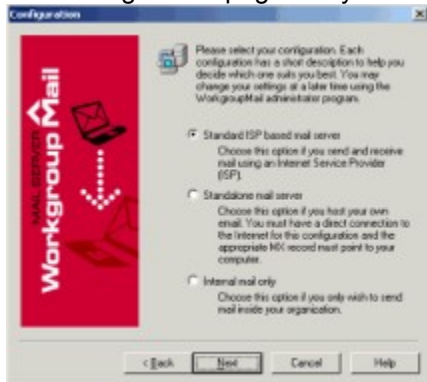 Configuration
MAIL SERVER
Workgroup Mail
Please select your configuration. Each
configuration has a short description to help you
decide which one suits you best. You may
change your settings at a later time using the
WorkgroupMail administrator program.
Standard ISP based mail server
Choose this option if you send and receive
mail using an Internet Service Provider
(ISP).
Standalone mail server
Choose this option if you host your own
email. You must have a direct connection to
the Internet for this configuration and the
appropriate MX record must point to your
computer.
Internal mail only
Choose this option if you only wish to send
mail inside your organization.
< Back Next Cancel Help